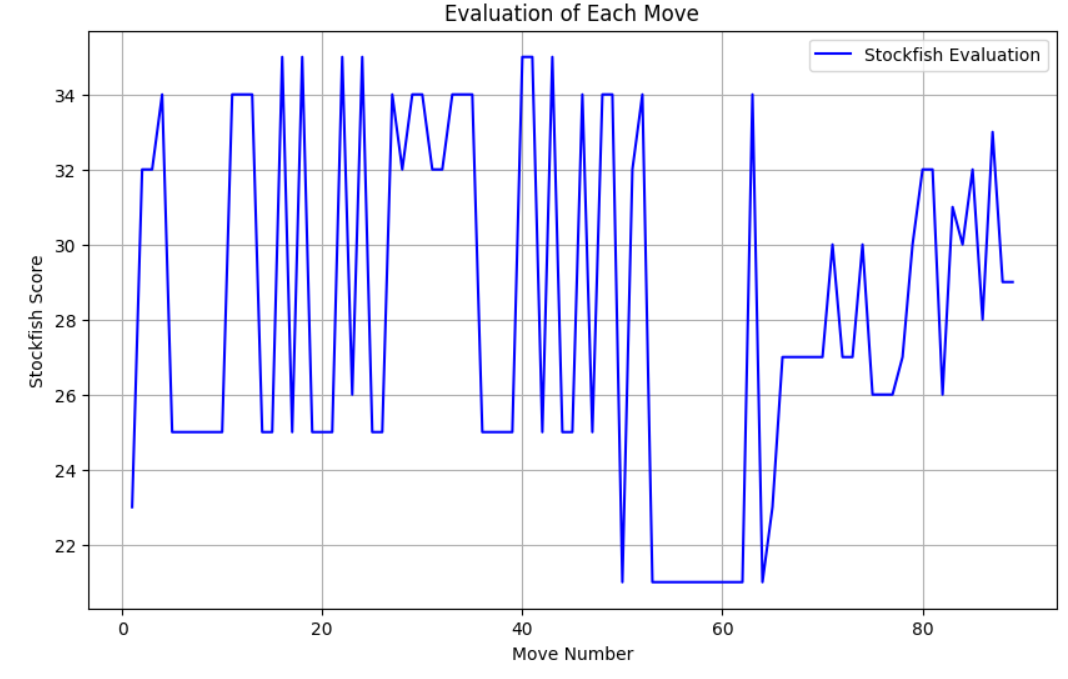 Evaluation of Each Move
Stockfish Evaluation
Stockfish Score
34
32
30
28
26
24
22
0 20 40 60 80
Move Number